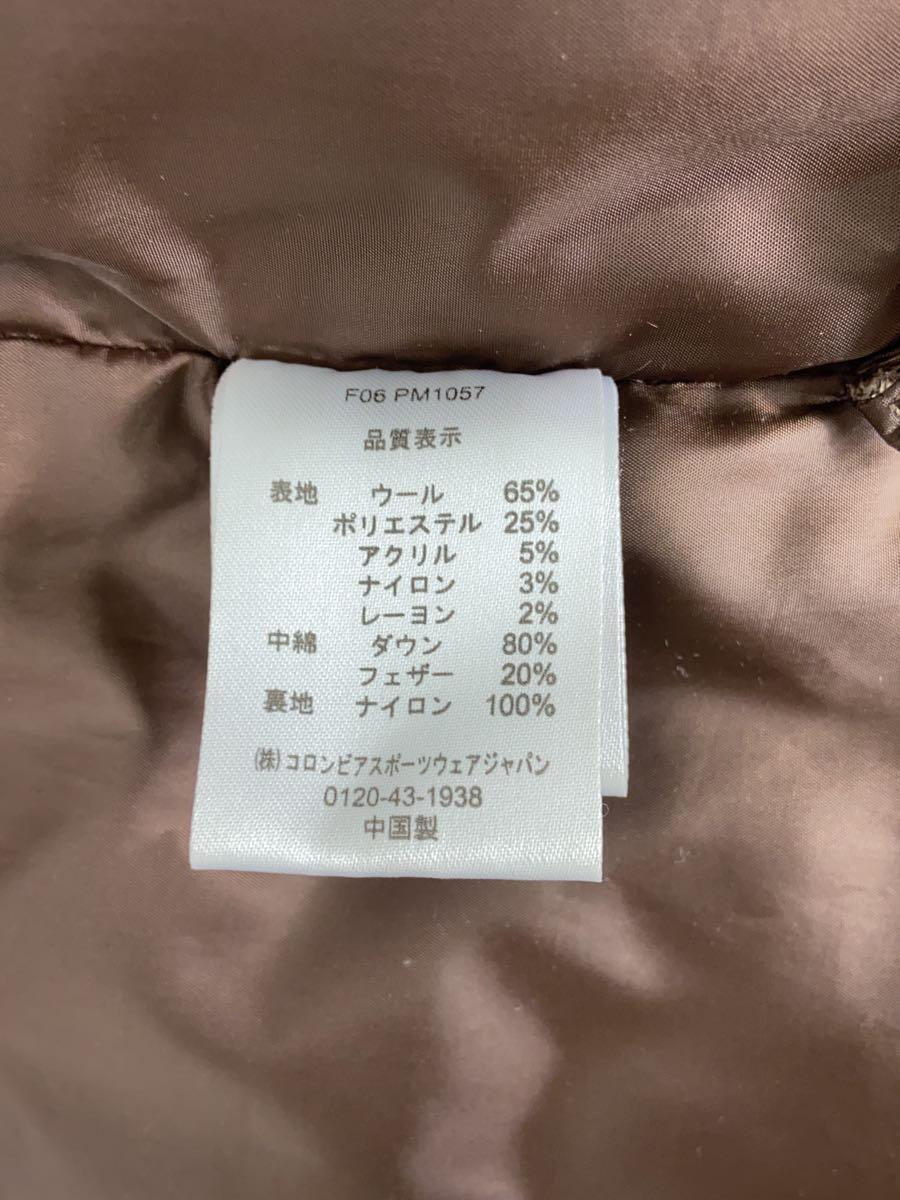 F06 PM1057
品質表示
表地 ウール 65%
ポリエステル 25%
アクリル 5%
ナイロン 3%
レーヨン 2%
中綿 ダウン 80%
フェザー 20%
裏地 ナイロン 100%
(株)コロンビアスポーツウェアジャパン
0120-43-1938
中国製